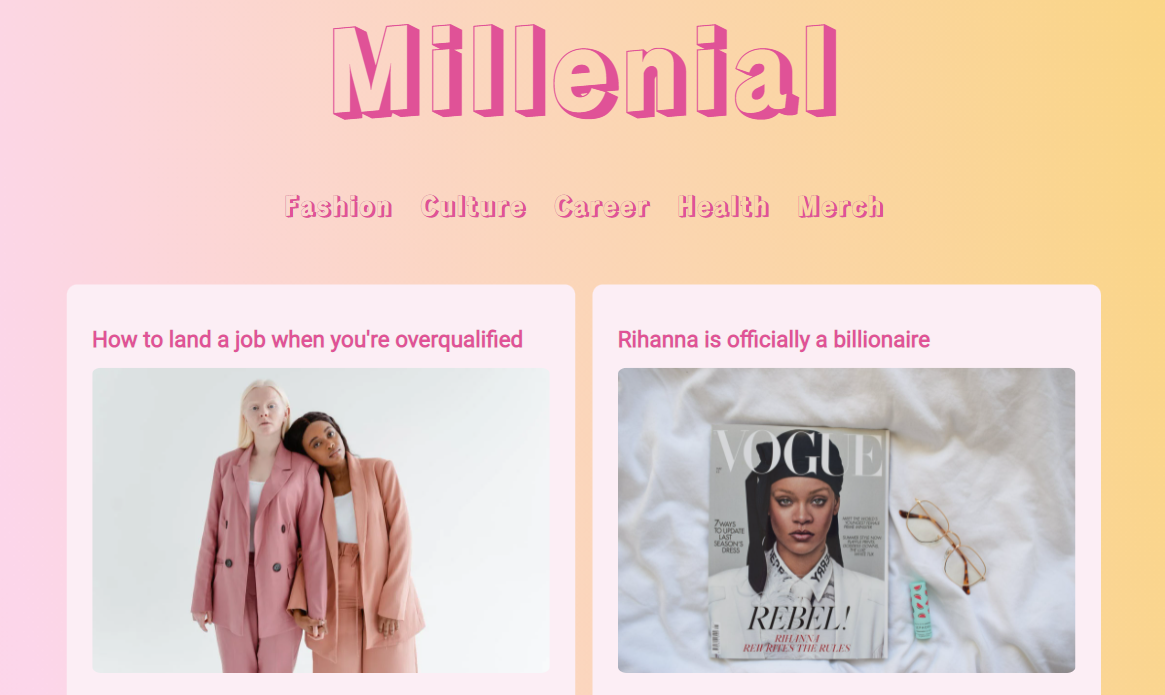 Millenial
Fashion Culture Career Health Merch
How to land a job when you're overqualified
Rihanna is officially a billionaire
VOGUE
7 WAYS
TO UPDATE
LAST
SEASON'S
DRESS
REBEL!
RIHANNA
REWRITES THE RULES